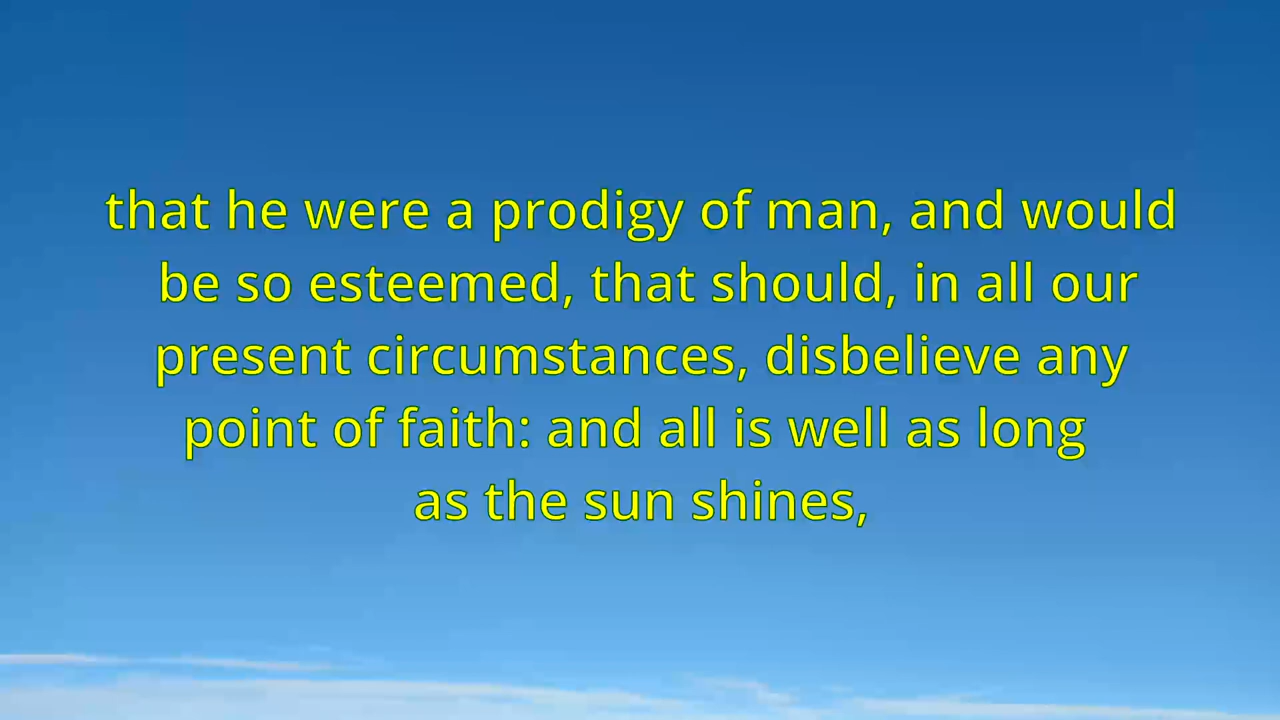 that he were a prodigy of man, and would
be so esteemed, that should, in all our
present circumstances, disbelieve any
point of faith: and all is well as long
as the sun shines,